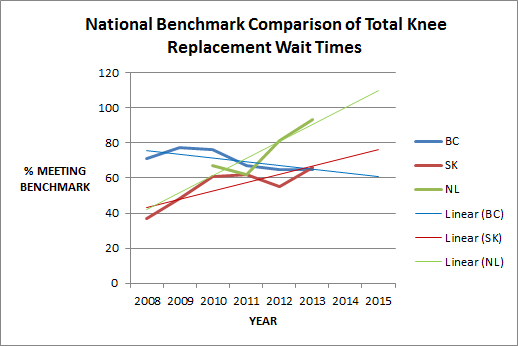 National Benchmark Comparison of Total Knee
Replacement Wait Times
120
100
80
60
40
20
0
% MEETING
BENCHMARK
2008 2009 2010 2011 2012 2013 2014 2015
YEAR
BC
SK
NL
Linear (BC)
Linear (SK)
Linear (NL)